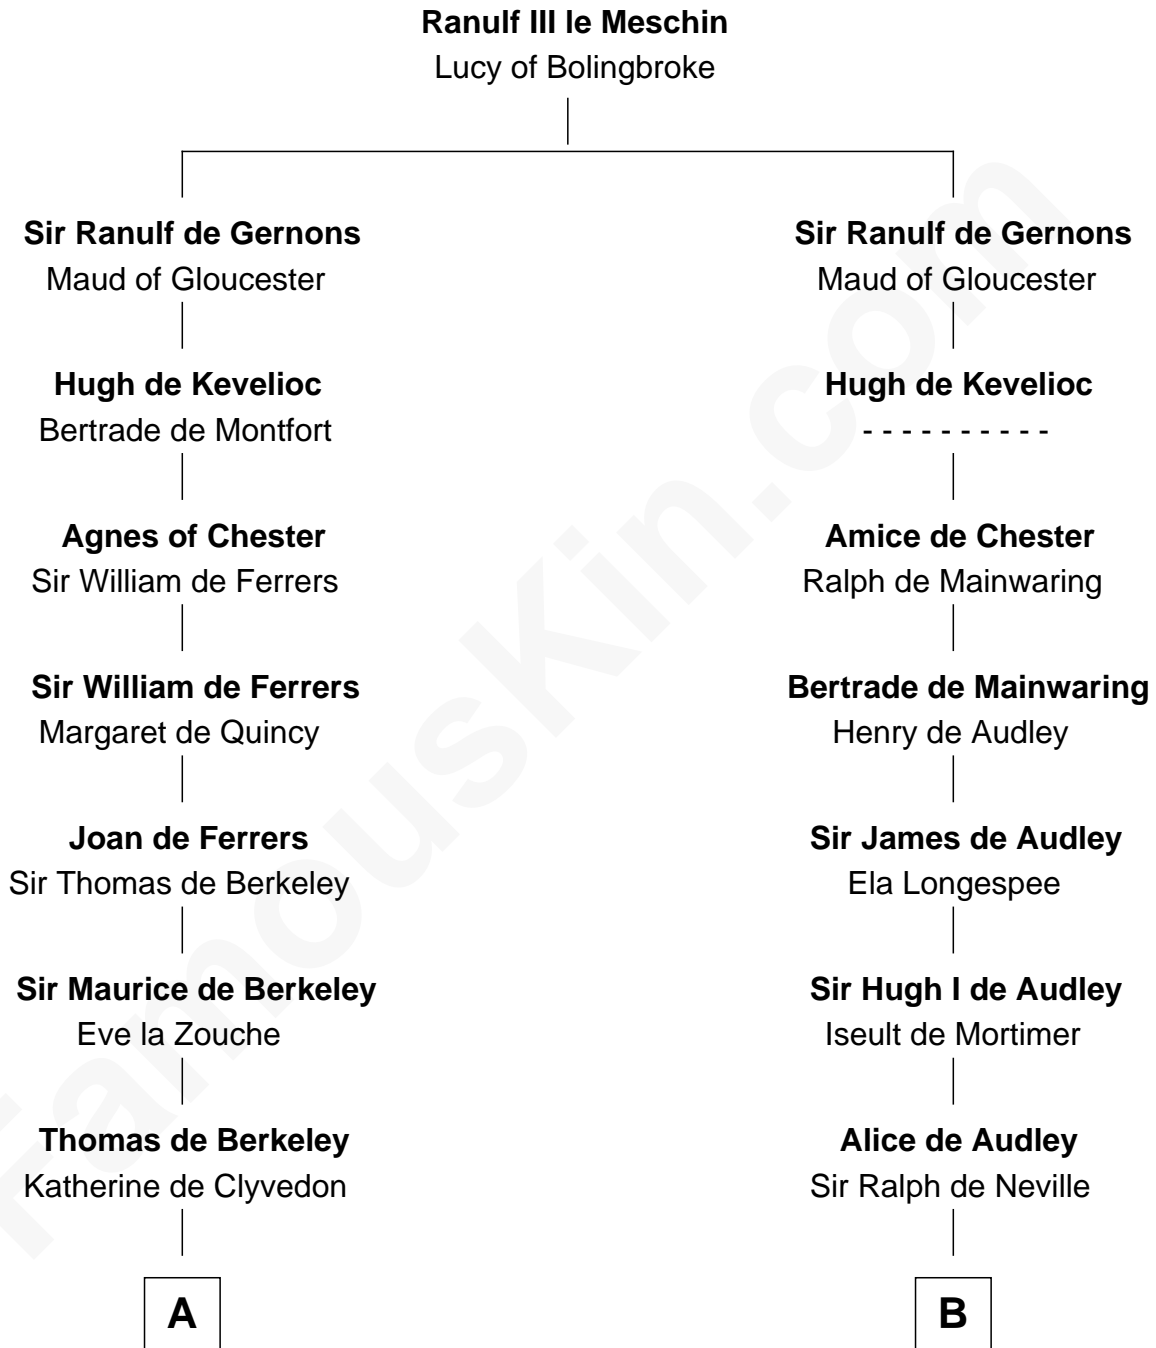 Ranulf III le Meschin
Lucy of Bolingbroke
Sir Ranulf de Gernons
Maud of Gloucester
Hugh de Kevelioc
Bertrade de Montfort
Agnes of Chester
Sir William de Ferrers
Sir William de Ferrers
Margaret de Quincy
Joan de Ferrers
Sir Thomas de Berkeley
Sir Maurice de Berkeley
Eve la Zouche
Thomas de Berkeley
Katherine de Clyvedon
A
Sir Ranulf de Gernons
Maud of Gloucester
Hugh de Kevelioc
- - - - - - - - - -
Amice de Chester
Ralph de Mainwaring
Bertrade de Mainwaring
Henry de Audley
Sir James de Audley
Ela Longespee
Sir Hugh I de Audley
Iseult de Mortimer
Alice de Audley
Sir Ralph de Neville
B
FamousKin.com